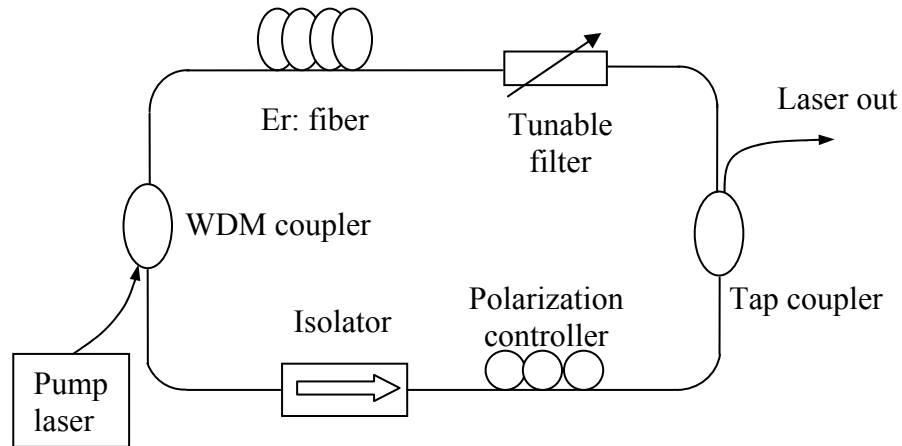 Er: fiber
Tunable
filter
Laser out
WDM coupler
Tap coupler
Isolator
Polarization
controller
Pump
laser